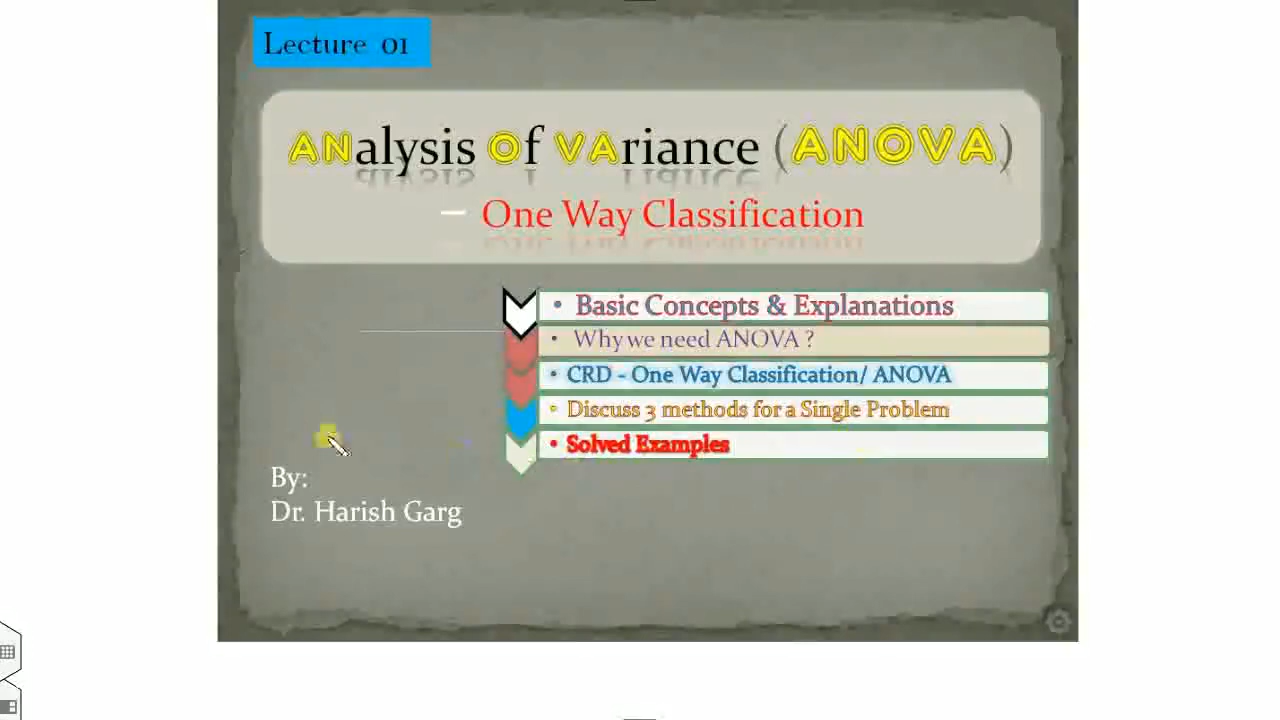 Lecture 01
ANalysis Of VAriance (ANOVA)
– One Way Classification
• Basic Concepts & Explanations
• Why we need ANOVA ?
• CRD - One Way Classification/ ANOVA
• Discuss 3 methods for a Single Problem
• Solved Examples
By:
Dr. Harish Garg